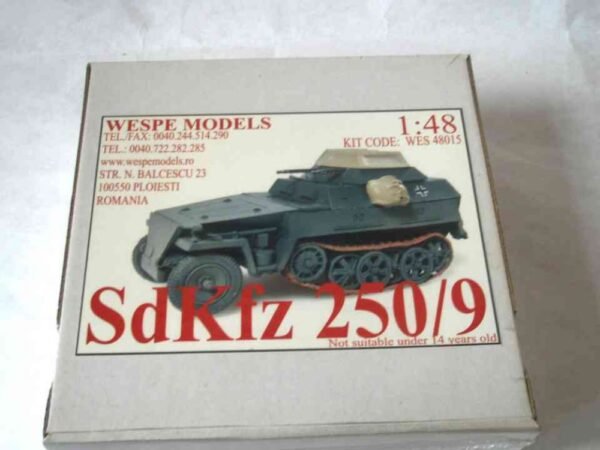 WESPE MODELS
TEL./FAX: 0040.244.514.290
TEL.: 0040.722.282.285
www.wespemodels.ro
STR. N. BALCESCU 23
100550 PLOIESTI
ROMANIA
1:48
KIT CODE: WES 48015
SdKfz 250/9
Not suitable under 14 years old